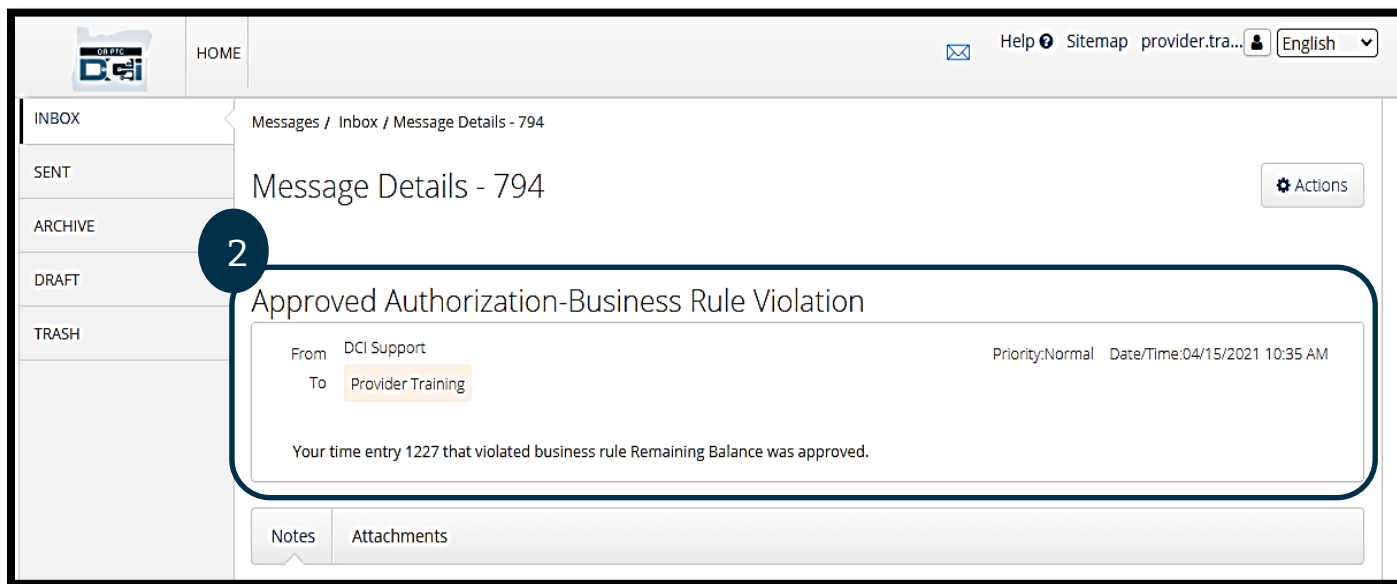 OR PTC
DCi
HOME
Help ? Sitemap provider.tra... English
INBOX
SENT
ARCHIVE
DRAFT
TRASH
Messages / Inbox / Message Details - 794
Message Details - 794
Actions
2
Approved Authorization-Business Rule Violation
From DCI Support
Priority:Normal Date/Time:04/15/2021 10:35 AM
To Provider Training
Your time entry 1227 that violated business rule Remaining Balance was approved.
Notes Attachments